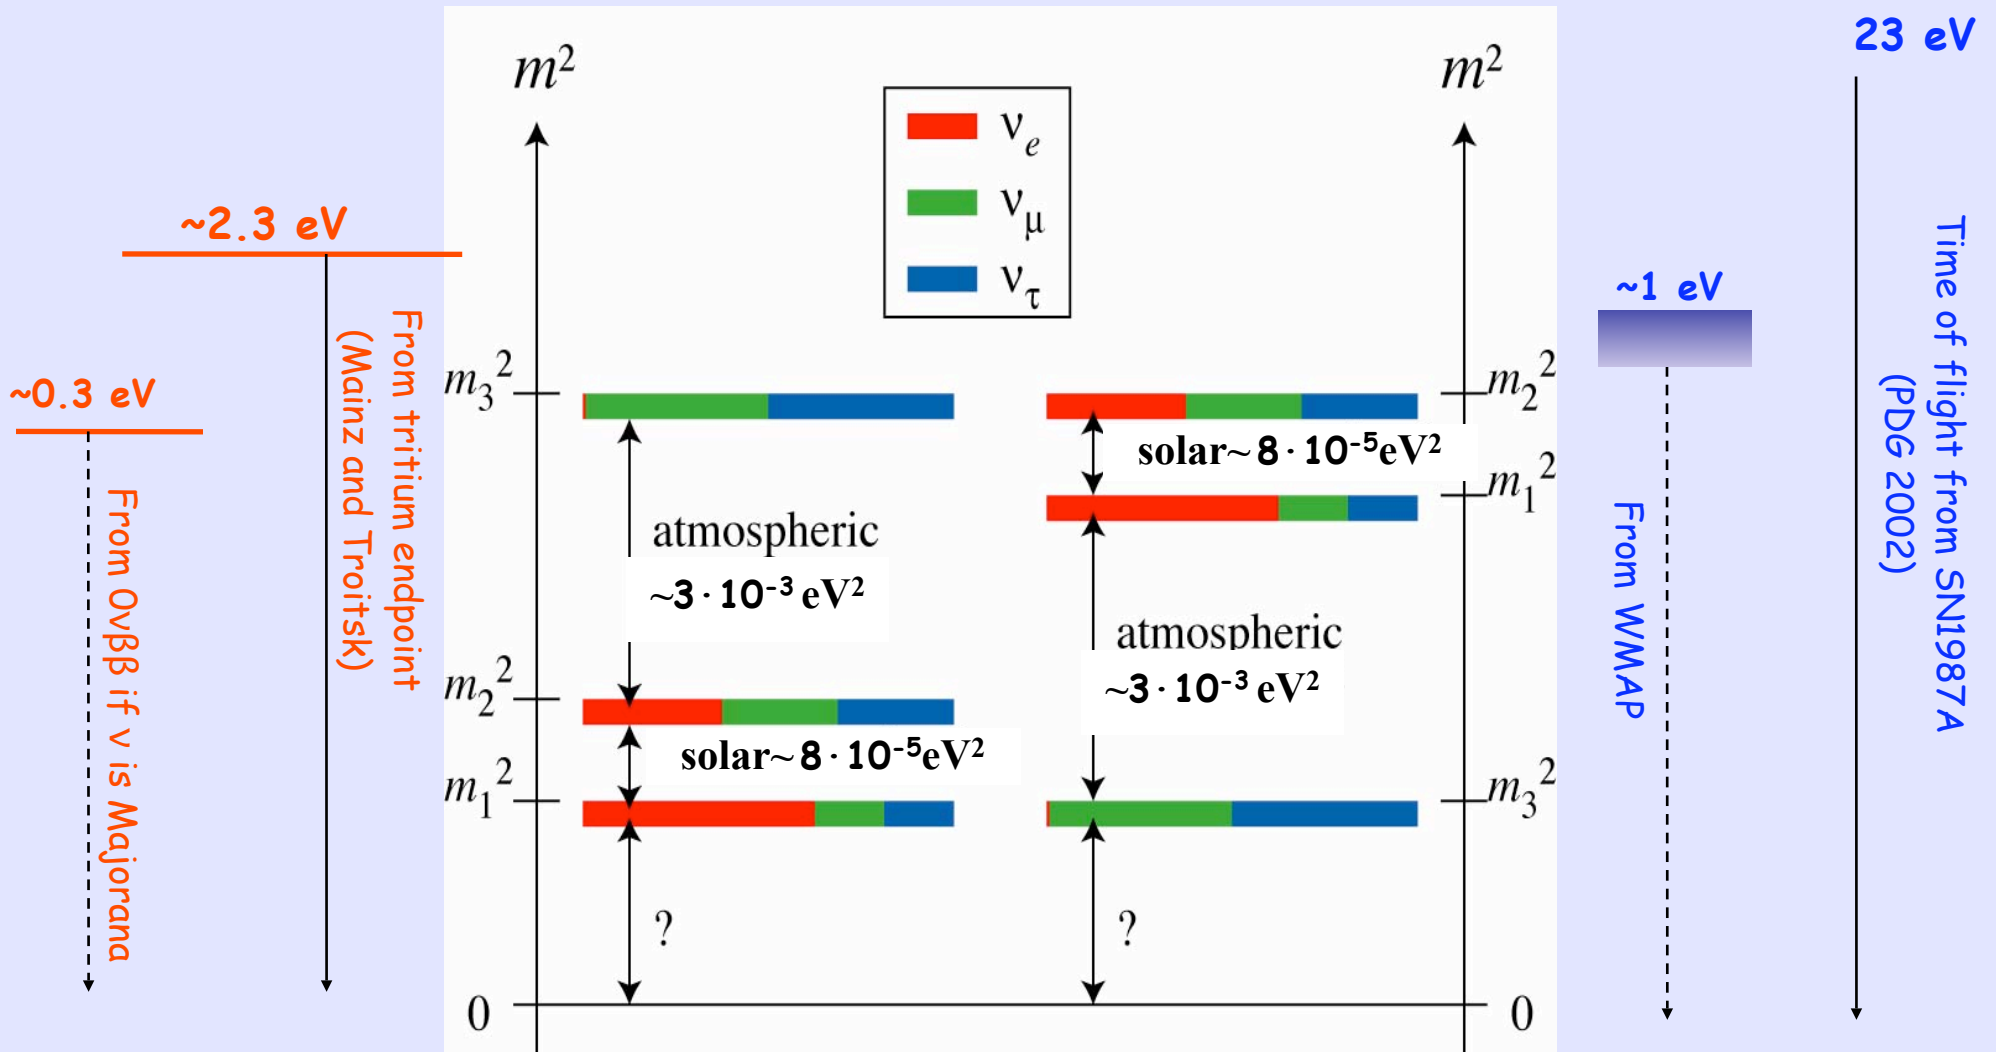 23 eV
m²
m²
νe
νμ
ντ
~2.3 eV
~1 eV
~0.3 eV
From 0νββ if ν is Majorana
From tritium endpoint
(Mainz and Troitsk)
m₃²
atmospheric
~3·10⁻³ eV²
m₂²
solar~8·10⁻⁵eV²
m₁²
?
0
m₂²
solar~8·10⁻⁵eV²
m₁²
atmospheric
~3·10⁻³ eV²
m₃²
?
0
From WMAP
Time of flight from SN1987A
(PDG 2002)